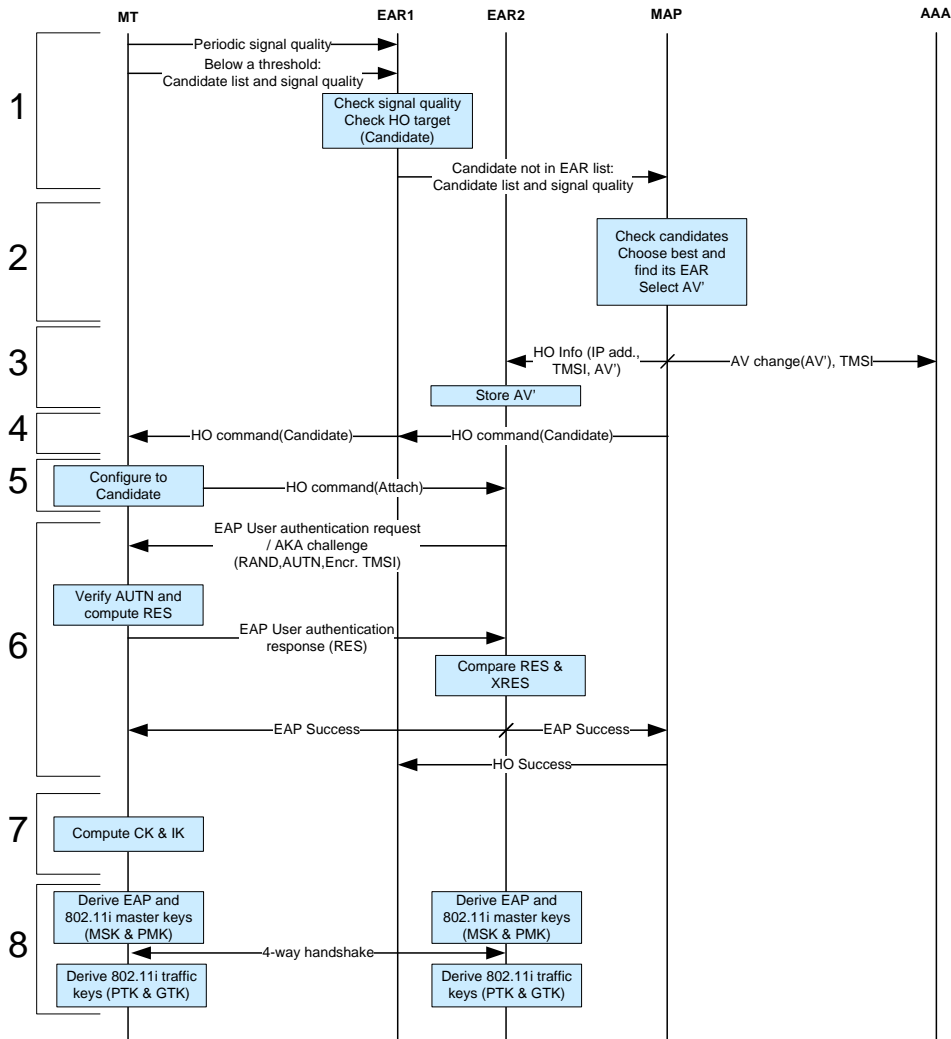 MT
EAR1
EAR2
MAP
AAA
1
Periodic signal quality
Below a threshold:
Candidate list and signal quality
Check signal quality
Check HO target
(Candidate)
Candidate not in EAR list:
Candidate list and signal quality
2
Check candidates
Choose best and
find its EAR
Select AV'
3
HO Info (IP add.,
TMSI, AV')
AV change(AV'), TMSI
Store AV'
4
HO command(Candidate)
HO command(Candidate)
5
Configure to
Candidate
HO command(Attach)
6
EAP User authentication request
/ AKA challenge
(RAND,AUTN,Encr. TMSI)
Verify AUTN and
compute RES
EAP User authentication
response (RES)
Compare RES &
XRES
EAP Success
EAP Success
HO Success
7
Compute CK & IK
8
Derive EAP and
802.11i master keys
(MSK & PMK)
Derive EAP and
802.11i master keys
(MSK & PMK)
4-way handshake
Derive 802.11i traffic
keys (PTK & GTK)
Derive 802.11i traffic
keys (PTK & GTK)